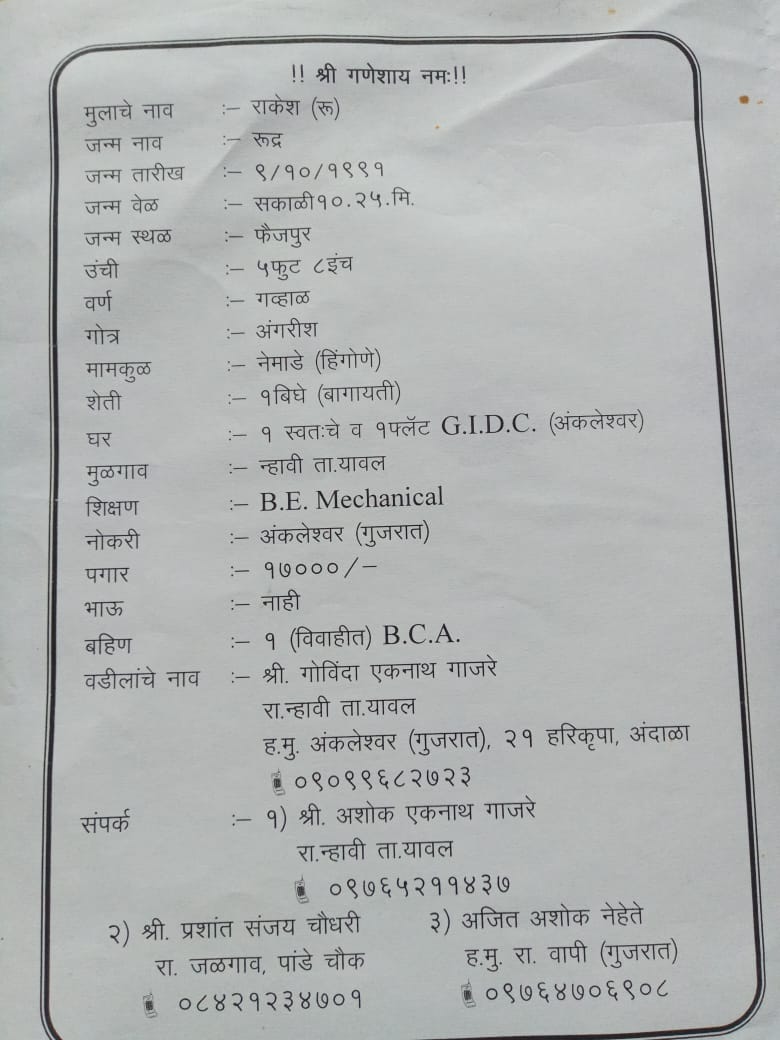 !! श्री गणेशाय नमः!!
मुलाचे नाव :– राकेश (रू)
जन्म नाव :– रूद्र
जन्म तारीख :– ९/१०/१९९१
जन्म वेळ :– सकाळी१०.२५.मि.
जन्म स्थळ :– फैजपुर
उंची :– ५फुट ८इंच
वर्ण :– गव्हाळ
गोत्र :– अंगरीश
मामकुळ :– नेमाडे (हिंगोणे)
शेती :– १बिघे (बागायती)
घर :– १ स्वतःचे व १फ्लॅट G.I.D.C. (अंकलेश्वर)
मुळगाव :– न्हावी ता.यावल
शिक्षण :– B.E. Mechanical
नोकरी :– अंकलेश्वर (गुजरात)
पगार :– १७०००/–
भाऊ :– नाही
बहिण :– १ (विवाहीत) B.C.A.
वडीलांचे नाव :– श्री. गोविंदा एकनाथ गाजरे
रा.न्हावी ता.यावल
ह.मु. अंकलेश्वर (गुजरात), २१ हरिकृपा, अंदाळा
०९०९९६८२७२३
संपर्क :– १) श्री. अशोक एकनाथ गाजरे
रा.न्हावी ता.यावल
०९७६५२११४३७
२) श्री. प्रशांत संजय चौधरी
रा. जळगाव, पांडे चौक
०८४२१२३४७०१
३) अजित अशोक नेहेते
ह.मु. रा. वापी (गुजरात)
०९७६४७०६९०८